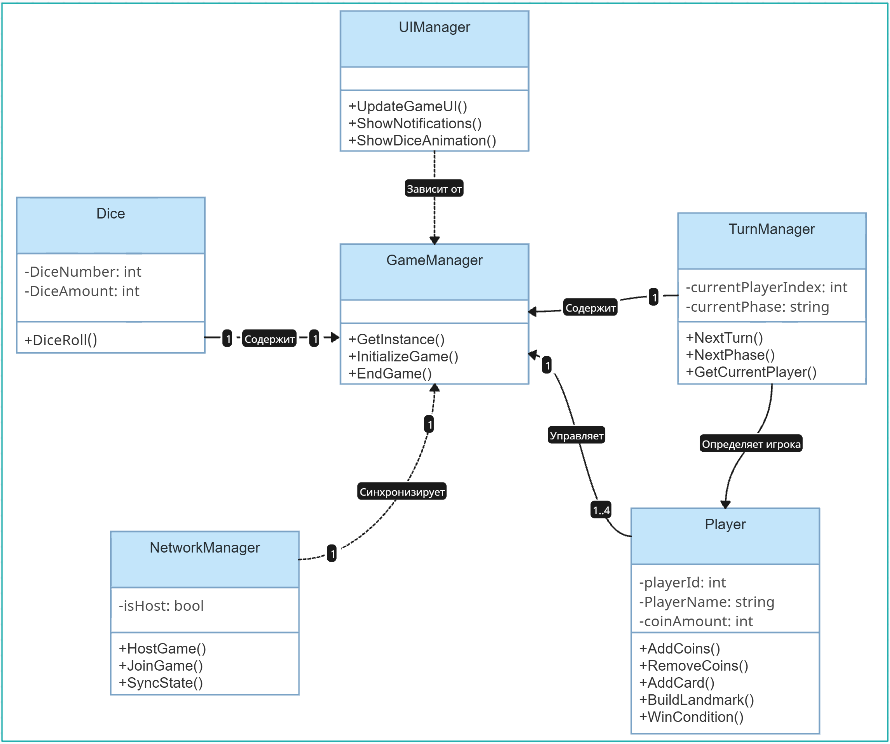 UIManager
+UpdateGameUI()
+ShowNotifications()
+ShowDiceAnimation()
Зависит от
Dice
-DiceNumber: int
-DiceAmount: int
+DiceRoll()
1
Содержит
1
GameManager
+GetInstance()
+InitializeGame()
+EndGame()
TurnManager
-currentPlayerIndex: int
-currentPhase: string
+NextTurn()
+NextPhase()
+GetCurrentPlayer()
Содержит
1
1
Управляет
1..4
Определяет игрока
1
Синхронизирует
1
NetworkManager
-isHost: bool
+HostGame()
+JoinGame()
+SyncState()
Player
-playerId: int
-PlayerName: string
-coinAmount: int
+AddCoins()
+RemoveCoins()
+AddCard()
+BuildLandmark()
+WinCondition()